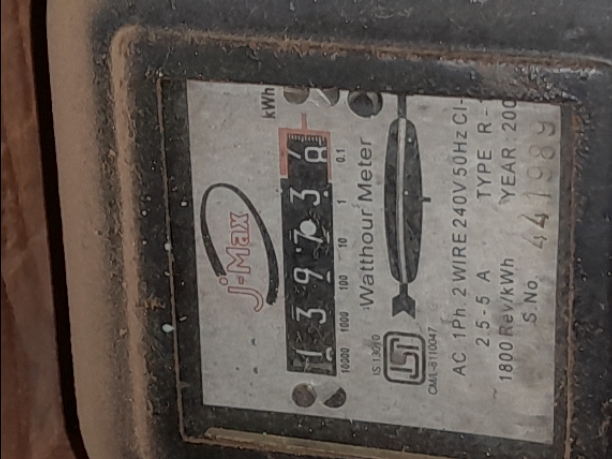 J-Max
kWh
1 3 9 7 3
10000 1000 100 10 1 0.1
Watthour Meter
IS 13010
ISI
CM/L-8110047
AC 1Ph 2 WIRE 240V 50Hz Cl-
2.5-5 A TYPE R-
1800 Rev/kWh YEAR: 200
S.No. 441989